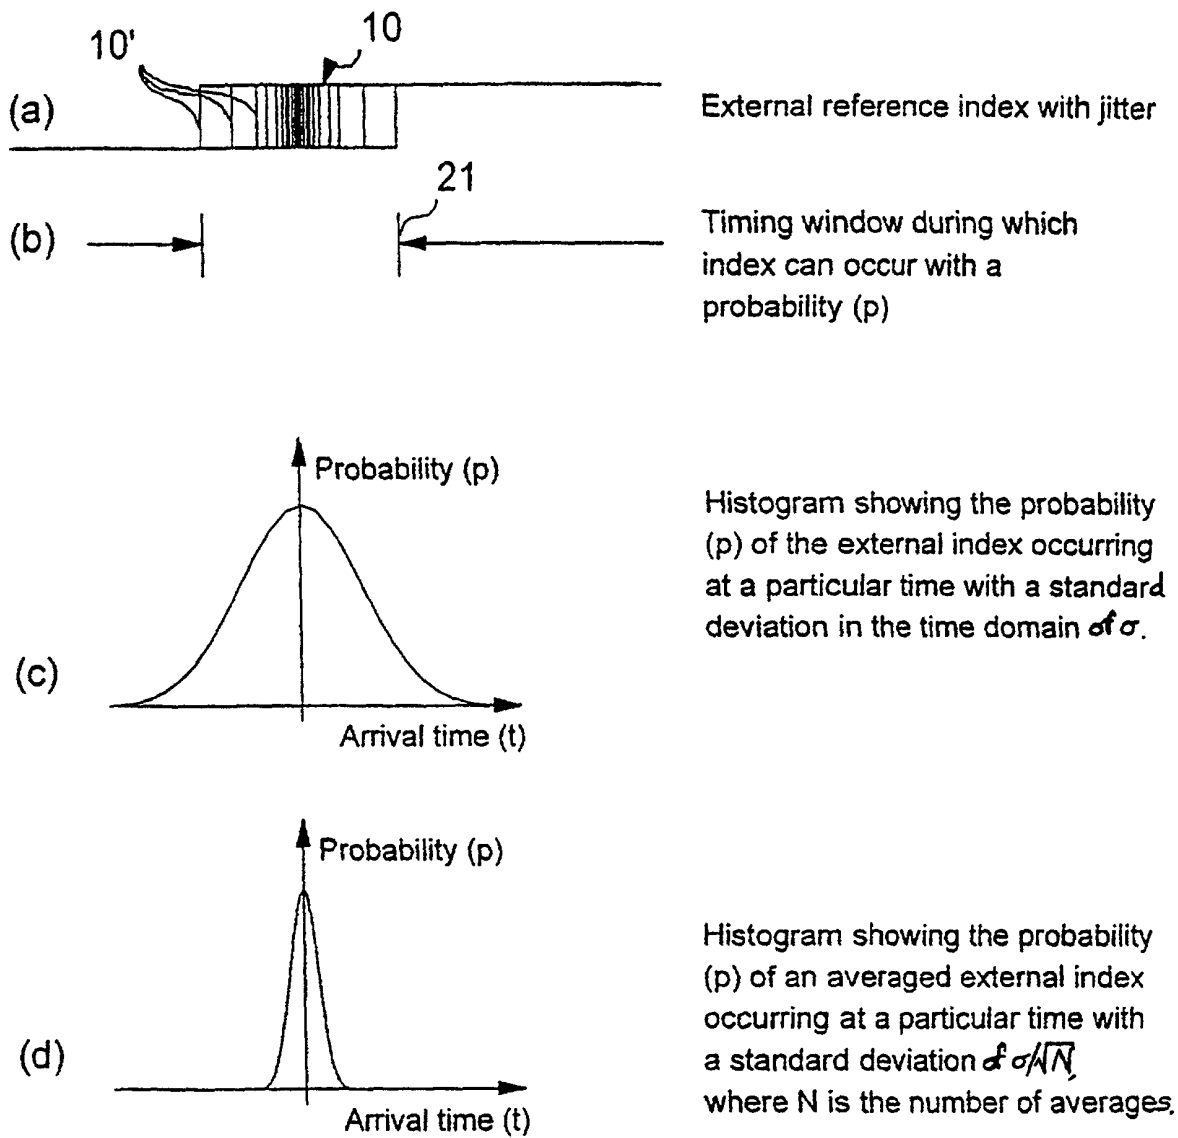 10'
10
(a)
External reference index with jitter
21
(b)
Timing window during which
index can occur with a
probability (p)
Probability (p)
Histogram showing the probability
(p) of the external index occurring
at a particular time with a standard
deviation in the time domain of σ.
(c)
Arrival time (t)
Probability (p)
Histogram showing the probability
(p) of an averaged external index
occurring at a particular time with
a standard deviation of σ/√N,
where N is the number of averages.
(d)
Arrival time (t)